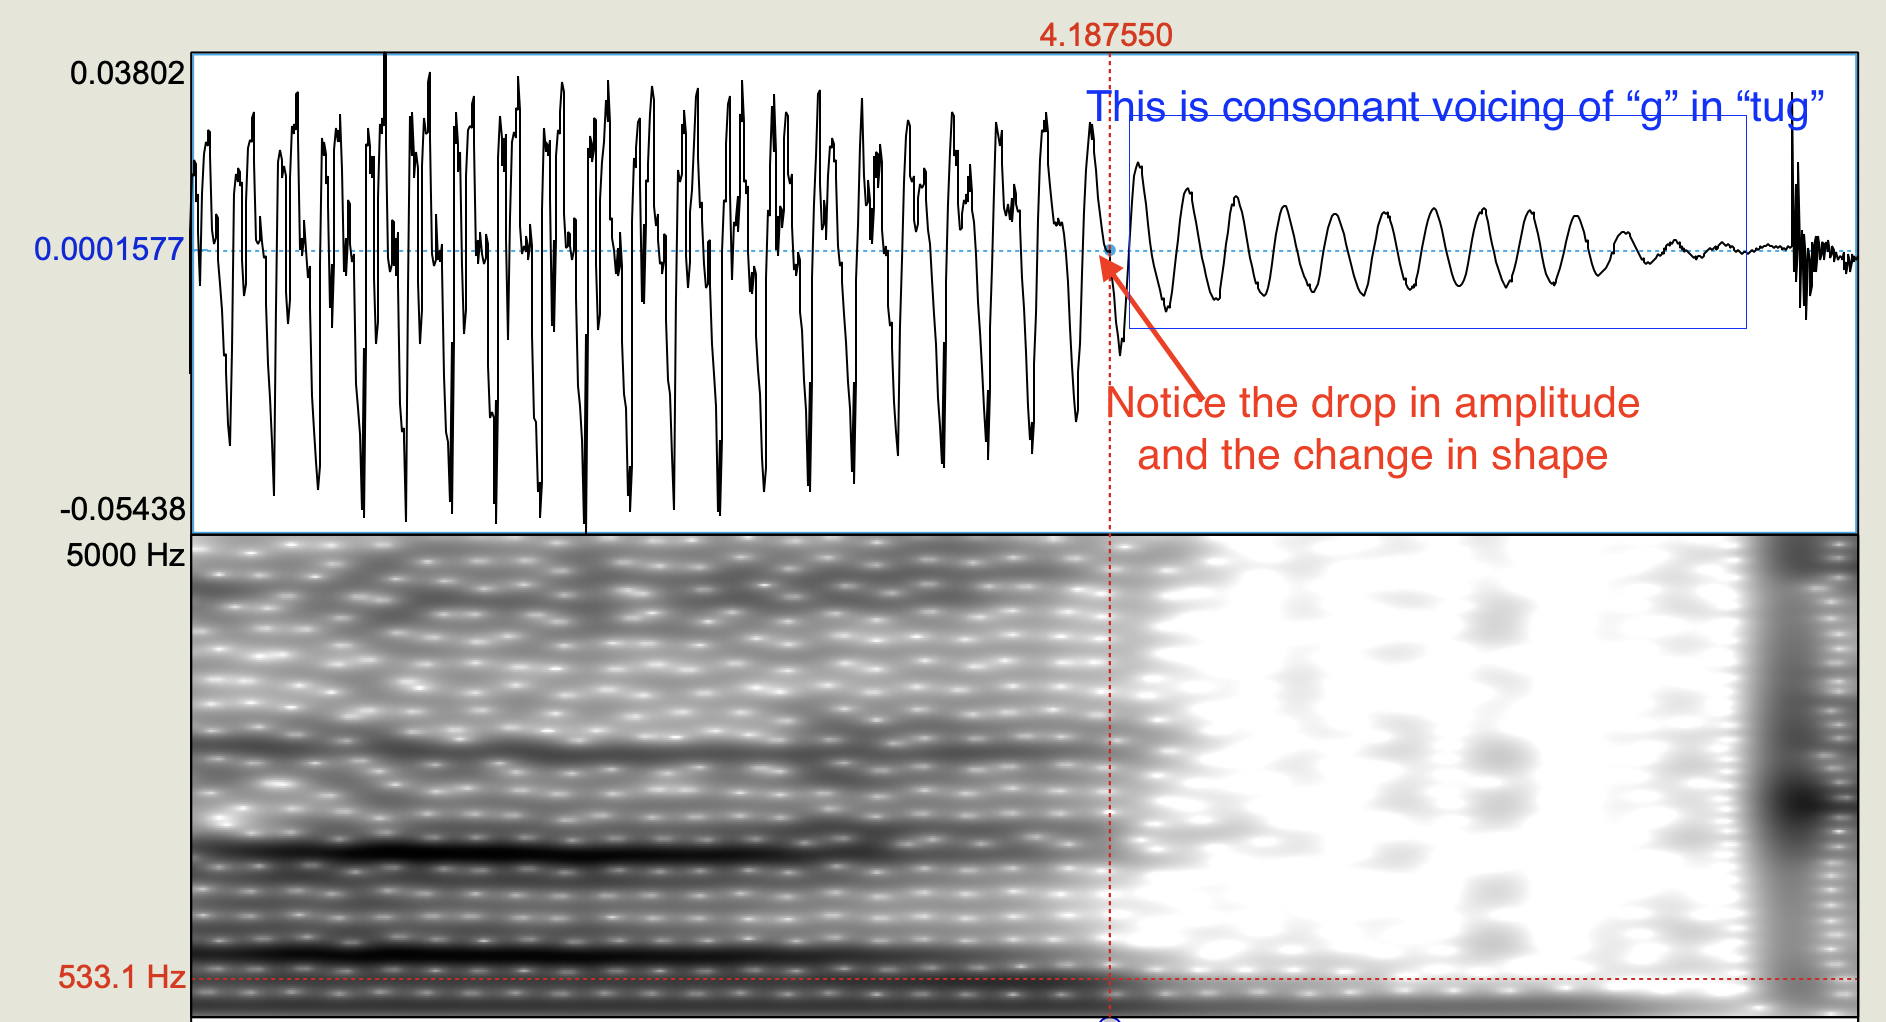 4.187550
0.03802
This is consonant voicing of “g” in “tug”
0.0001577
Notice the drop in amplitude
and the change in shape
-0.05438
5000 Hz
533.1 Hz